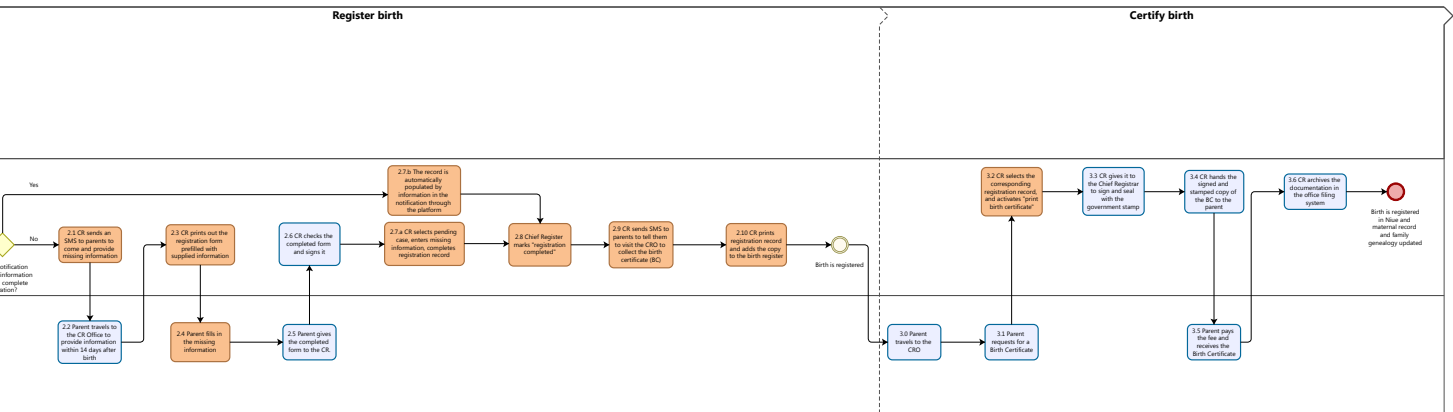 Register birth
Certify birth
Yes
No
otification
information
complete
ation?
2.1 CR sends an
SMS to parents to
come and provide
missing information
2.2 Parent travels to
the CR Office to
provide information
within 14 days after
birth
2.3 CR prints out the
registration form
prefilled with
supplied information
2.4 Parent fills in
the missing
information
2.5 Parent gives
the completed
form to the CR.
2.6 CR checks the
completed form
and signs it
2.7.b The record is
automatically
populated by
information in the
notification through
the platform
2.7.a CR selects pending
case, enters missing
information, completes
registration record
2.8 Chief Register
marks "registration
completed"
2.9 CR sends SMS to
parents to tell them
to visit the CRO to
collect the birth
certificate (BC)
2.10 CR prints
registration record
and adds the copy
to the birth register
Birth is registered
3.0 Parent
travels to the
CRO
3.1 Parent
requests for a
Birth Certificate
3.2 CR selects the
corresponding
registration record,
and activates "print
birth certificate"
3.3 CR gives it to
the Chief Registrar
to sign and seal
with the
government stamp
3.4 CR hands the
signed and
stamped copy of
the BC to the
parent
3.5 Parent pays
the fee and
receives the
Birth Certificate
3.6 CR archives the
documentation in
the office filing
system
Birth is registered
in Niue and
maternal record
and family
genealogy updated